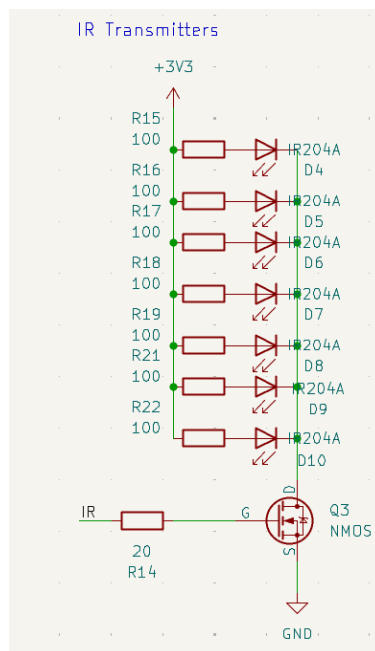 IR Transmitters
+3V3
R15
100
IR204A
D4
R16
100
IR204A
D5
R17
100
IR204A
D6
R18
100
IR204A
D7
R19
100
IR204A
D8
R21
100
IR204A
D9
R22
100
IR204A
D10
D
Q3
NMOS
G
S
IR
20
R14
GND